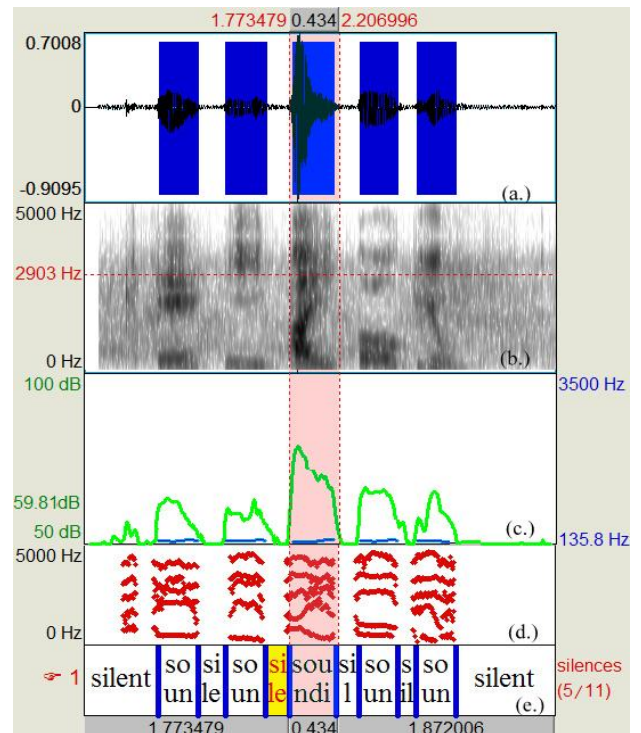 1.773479 0.434 2.206996
0.7008
0
-0.9095
(a.)
5000 Hz
2903 Hz
0 Hz
(b.)
100 dB
3500 Hz
59.81dB
50 dB
135.8 Hz
(c.)
5000 Hz
0 Hz
(d.)
☞ 1
silent
so
un
sile
so
un
si
le
sou
ndi
si
l
so
un
sil
so
un
silent
silences
(5/11)
(e.)
1.773479 0.434 1.872006